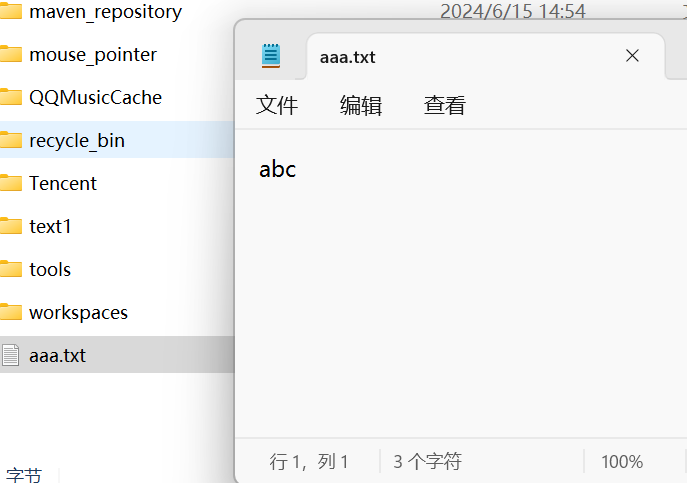 maven_repository
2024/6/15 14:54
mouse_pointer
QQMusicCache
recycle_bin
Tencent
text1
tools
workspaces
aaa.txt
字节
aaa.txt
文件 编辑 查看
abc
行 1，列 1 3 个字符 100%